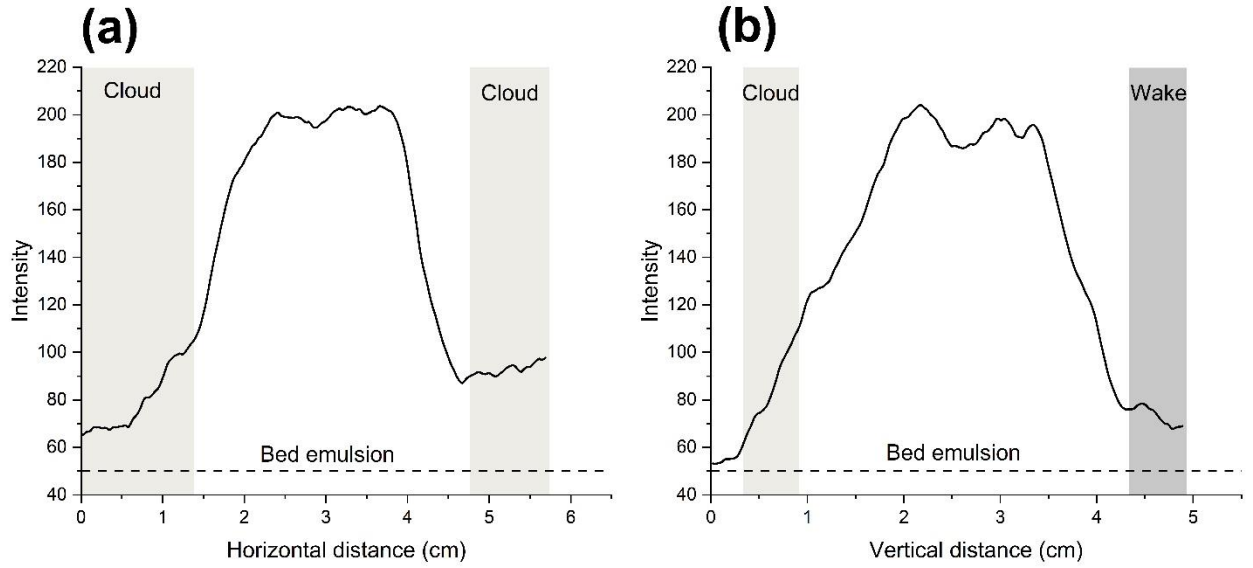 (a)
220
200
180
160
140
120
100
80
60
40
Intensity
Cloud
Cloud
Bed emulsion
0 1 2 3 4 5 6
Horizontal distance (cm)
(b)
220
200
180
160
140
120
100
80
60
40
Intensity
Cloud
Wake
Bed emulsion
0 1 2 3 4 5
Vertical distance (cm)